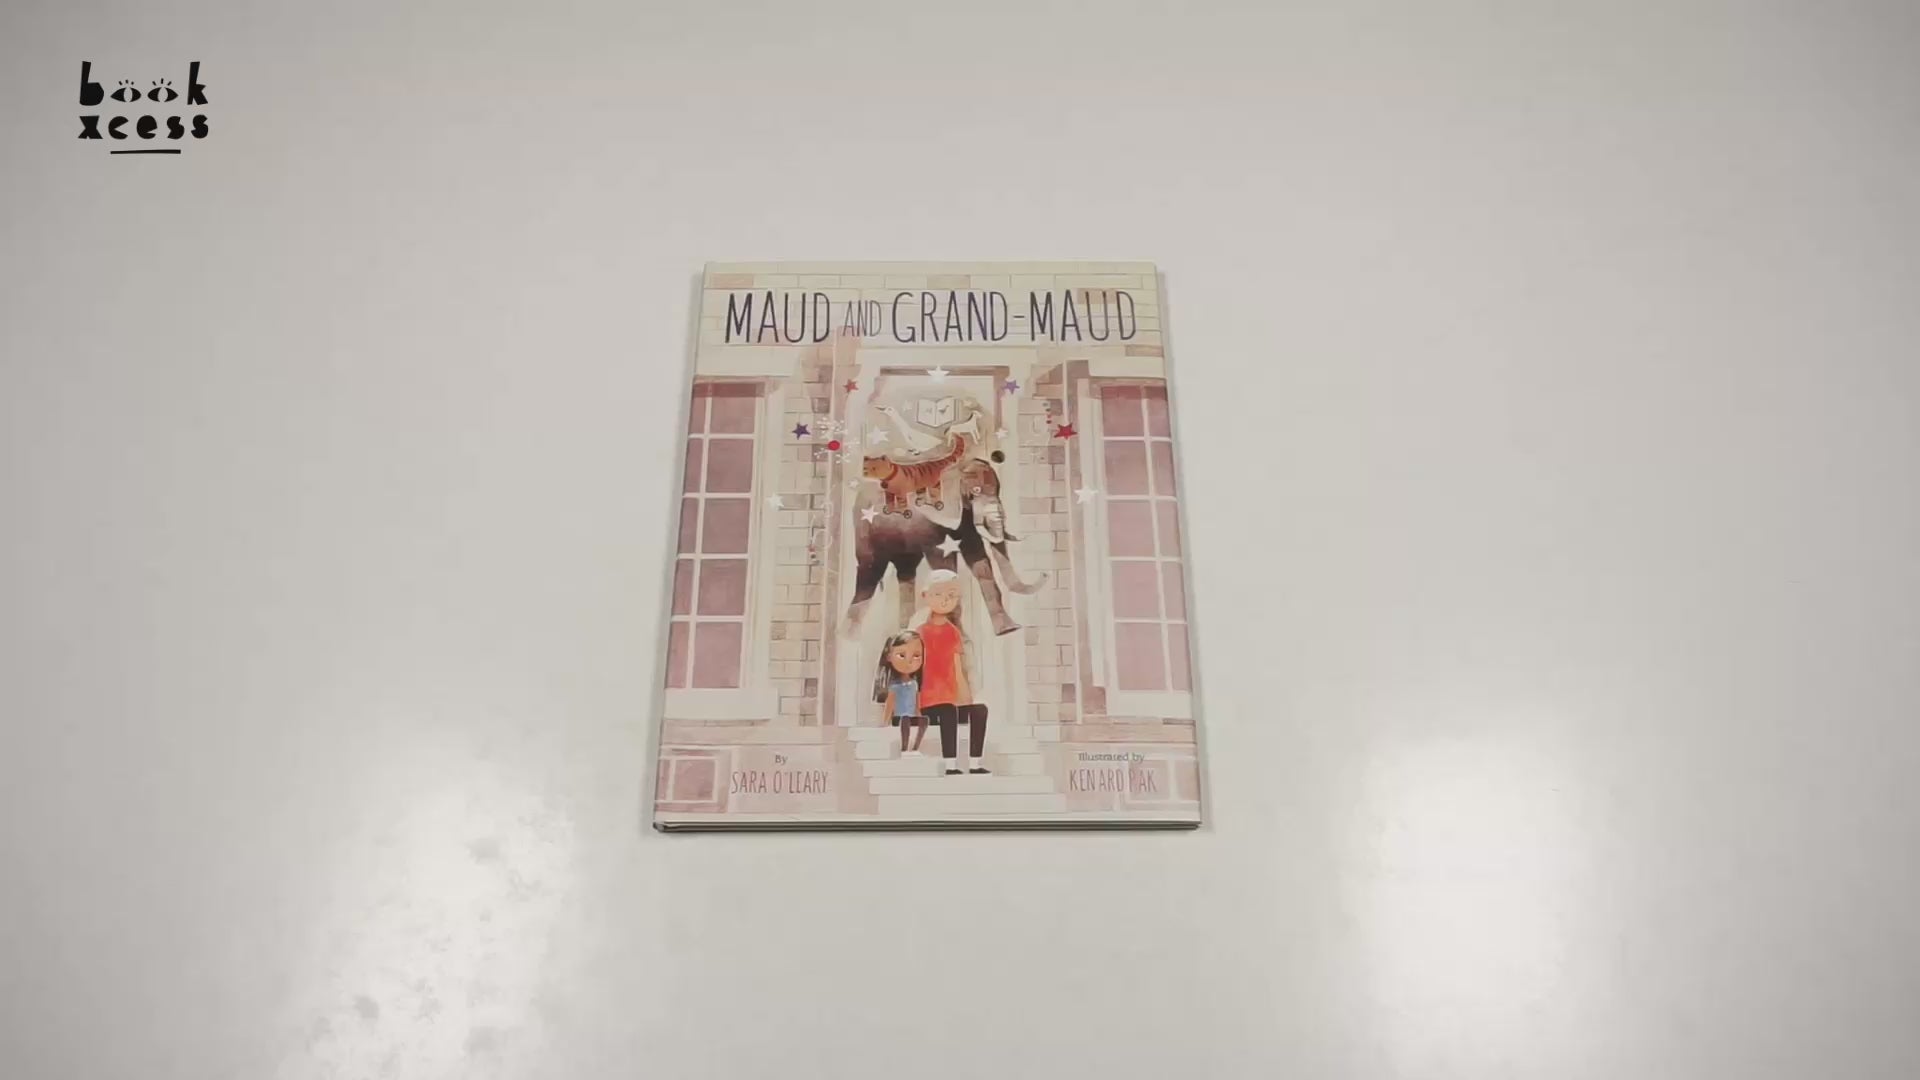 book
xcess
MAUD AND GRAND-MAUD
By
SARA O'LEARY
Illustrated by
KENARD PAK